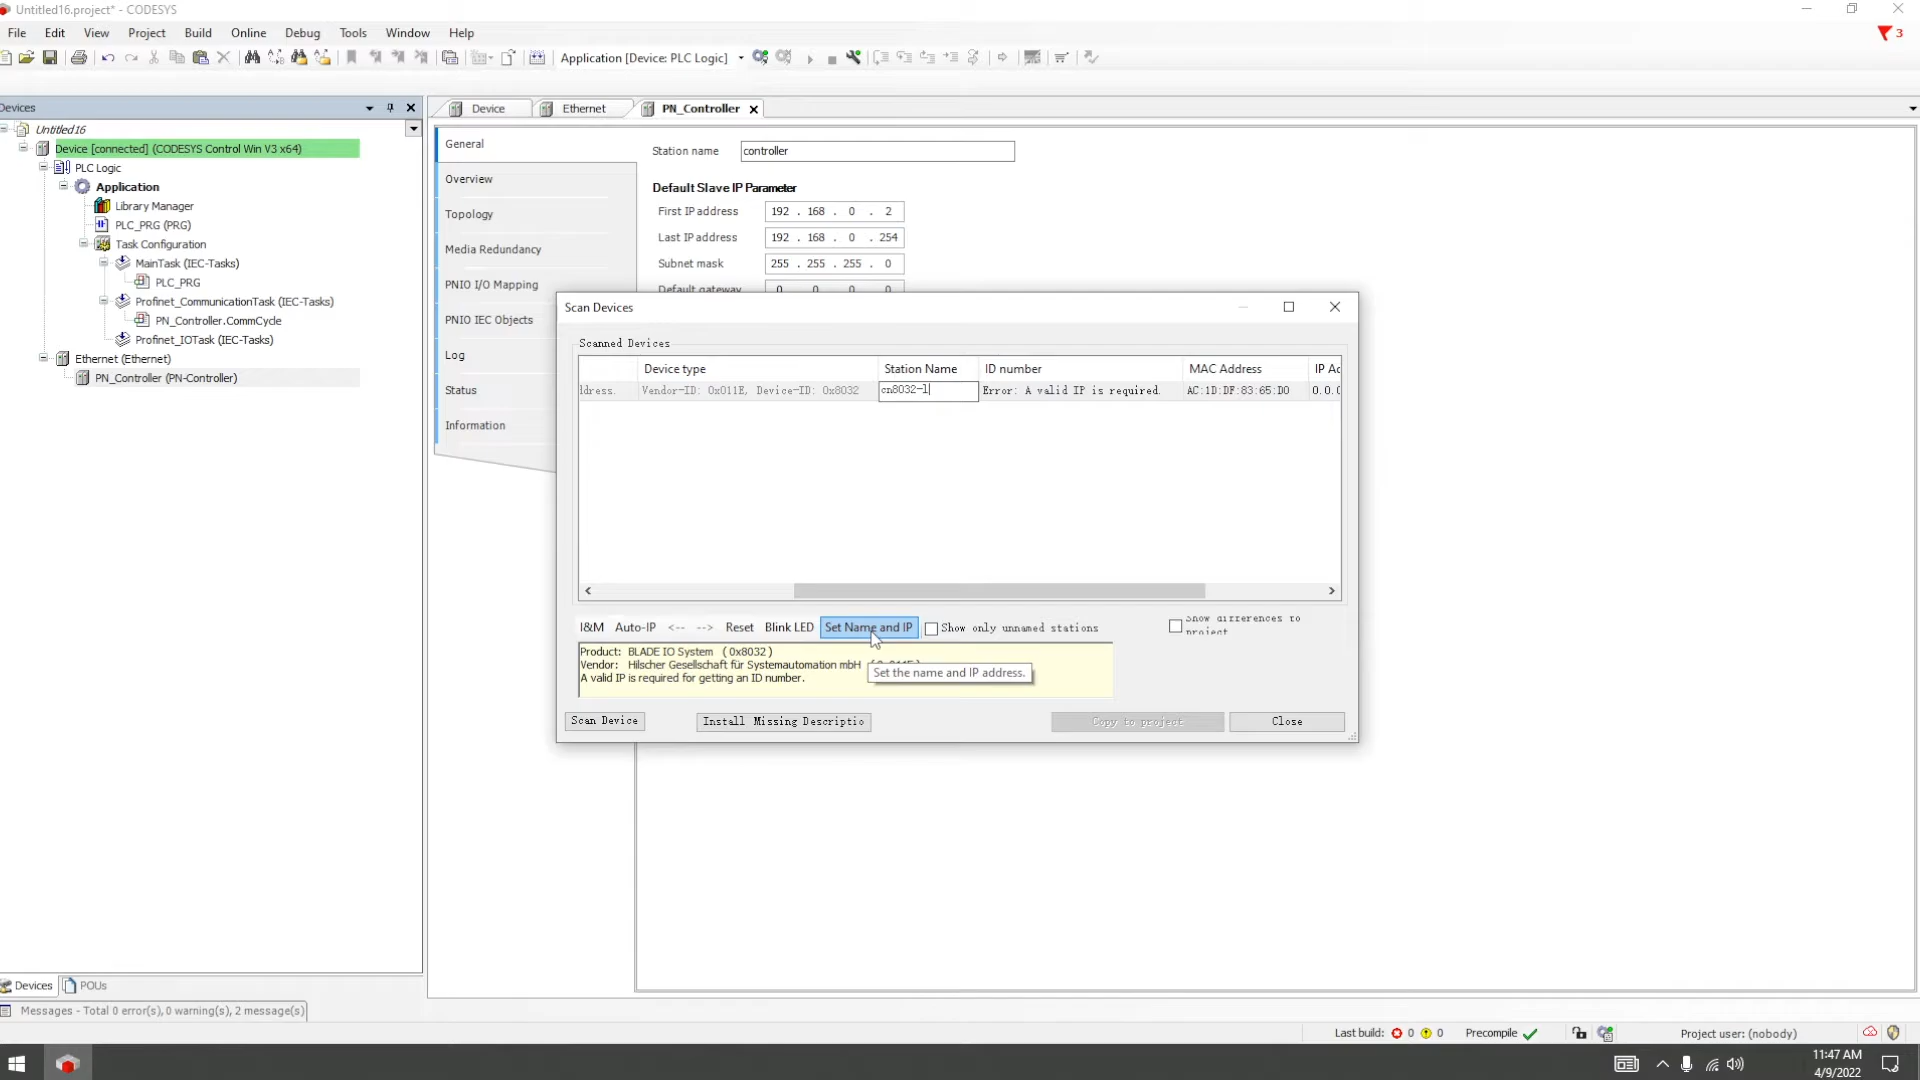 Untitled16.project* - CODESYS
File Edit View Project Build Online Debug Tools Window Help
3
Application [Device: PLC Logic]
Devices
Untitled16
Device [connected] (CODESYS Control Win V3 x64)
PLC Logic
Application
Library Manager
PLC_PRG (PRG)
Task Configuration
MainTask (IEC-Tasks)
PLC_PRG
Profinet_CommunicationTask (IEC-Tasks)
PN_Controller.CommCycle
Profinet_IOTask (IEC-Tasks)
Ethernet (Ethernet)
PN_Controller (PN-Controller)
Device Ethernet PN_Controller
General
Overview
Topology
Media Redundancy
PNIO I/O Mapping
PNIO IEC Objects
Log
Status
Information
Station name controller
Default Slave IP Parameter
First IP address 192 . 168 . 0 . 2
Last IP address 192 . 168 . 0 . 254
Subnet mask 255 . 255 . 255 . 0
Default gateway 0 0 0 0
Scan Devices
Scanned Devices
Device type Station Name ID number MAC Address IP Ac
ldress. Vendor-ID: 0x011E, Device-ID: 0x8032 cn8032-l Error: A valid IP is required. AC:1D:DF:83:65:D0 0.0.0
I&M Auto-IP <-- --> Reset Blink LED Set Name and IP Show only unnamed stations Show differences to project
Product: BLADE IO System (0x8032)
Vendor: Hilscher Gesellschaft für Systemautomation mbH
A valid IP is required for getting an ID number.
Set the name and IP address.
Scan Device Install Missing Descriptio Copy to project Close
Devices POUs
Messages - Total 0 error(s), 0 warning(s), 2 message(s)
Last build: 0 0 Precompile Project user: (nobody)
11:47 AM
4/9/2022